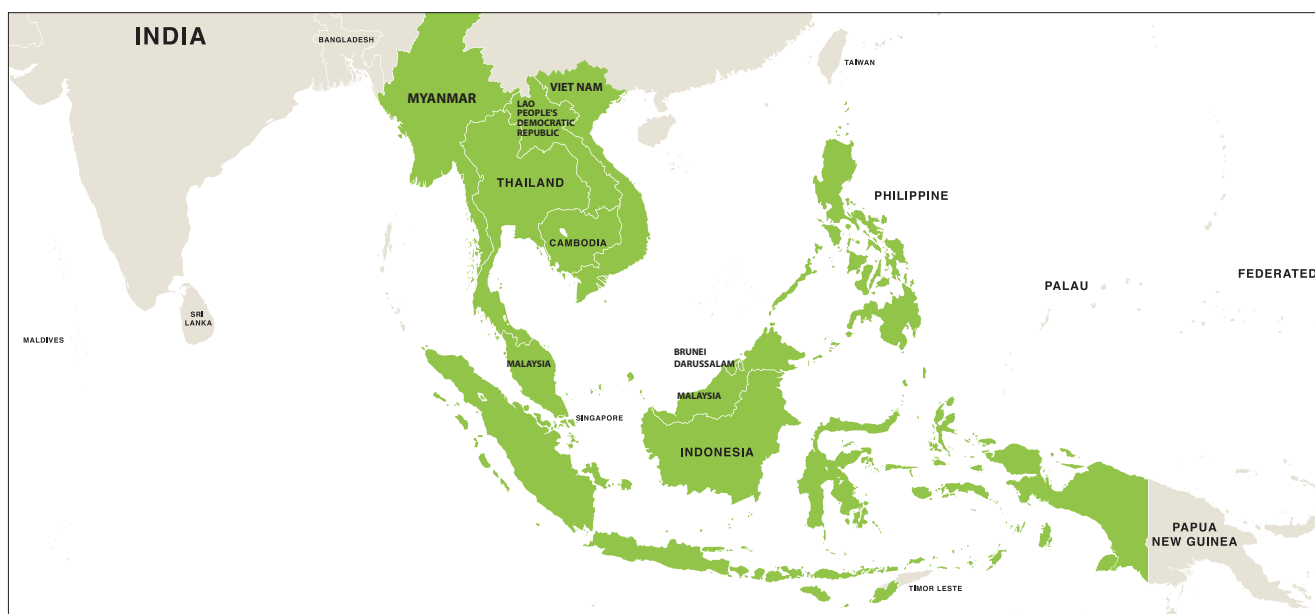 INDIA
BANGLADESH
TAIWAN
MYANMAR
VIET NAM
LAO
PEOPLE'S
DEMOCRATIC
REPUBLIC
THAILAND
PHILIPPINE
CAMBODIA
PALAU
FEDERATED
SRI
LANKA
MALDIVES
MALAYSIA
BRUNEI
DARUSSALAM
MALAYSIA
SINGAPORE
INDONESIA
PAPUA
NEW GUINEA
TIMOR LESTE